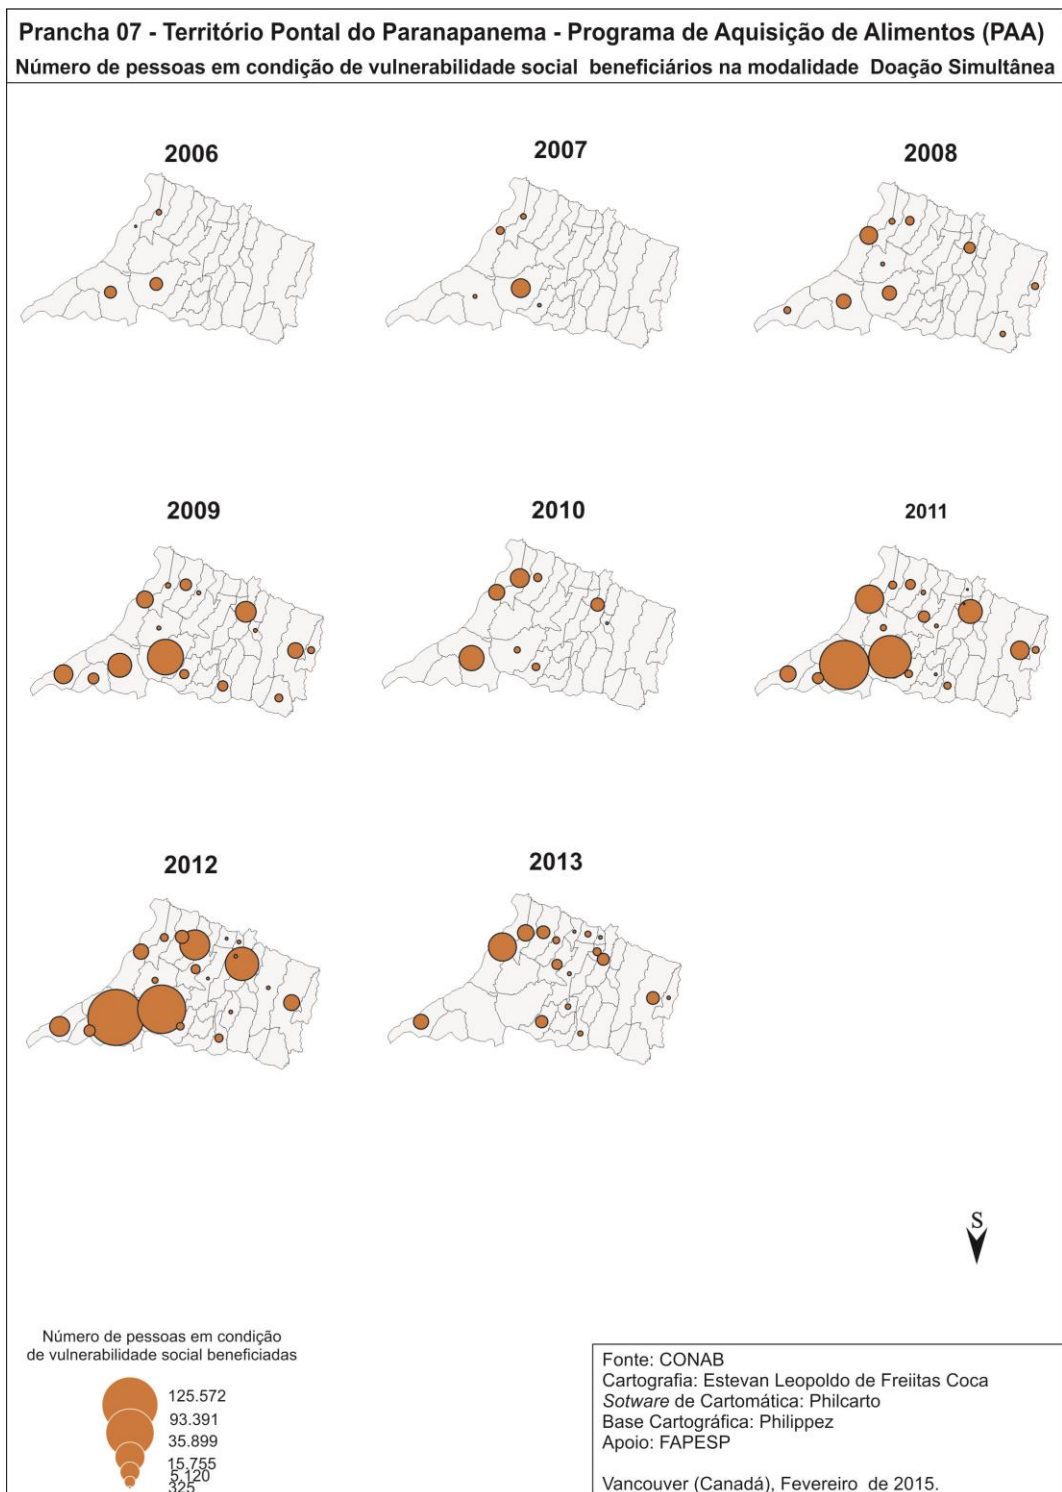 Prancha 07 - Território Pontal do Paranapanema - Programa de Aquisição de Alimentos (PAA)
Número de pessoas em condição de vulnerabilidade social beneficiários na modalidade Doação Simultânea
2006
2007
2008
2009
2010
2011
2012
2013
S
Número de pessoas em condição
de vulnerabilidade social beneficiadas
125.572
93.391
35.899
15.755
5.120
325
Fonte: CONAB
Cartografia: Estevan Leopoldo de Freiitas Coca
Sotware de Cartomática: Philcarto
Base Cartográfica: Philippez
Apoio: FAPESP
Vancouver (Canadá), Fevereiro de 2015.